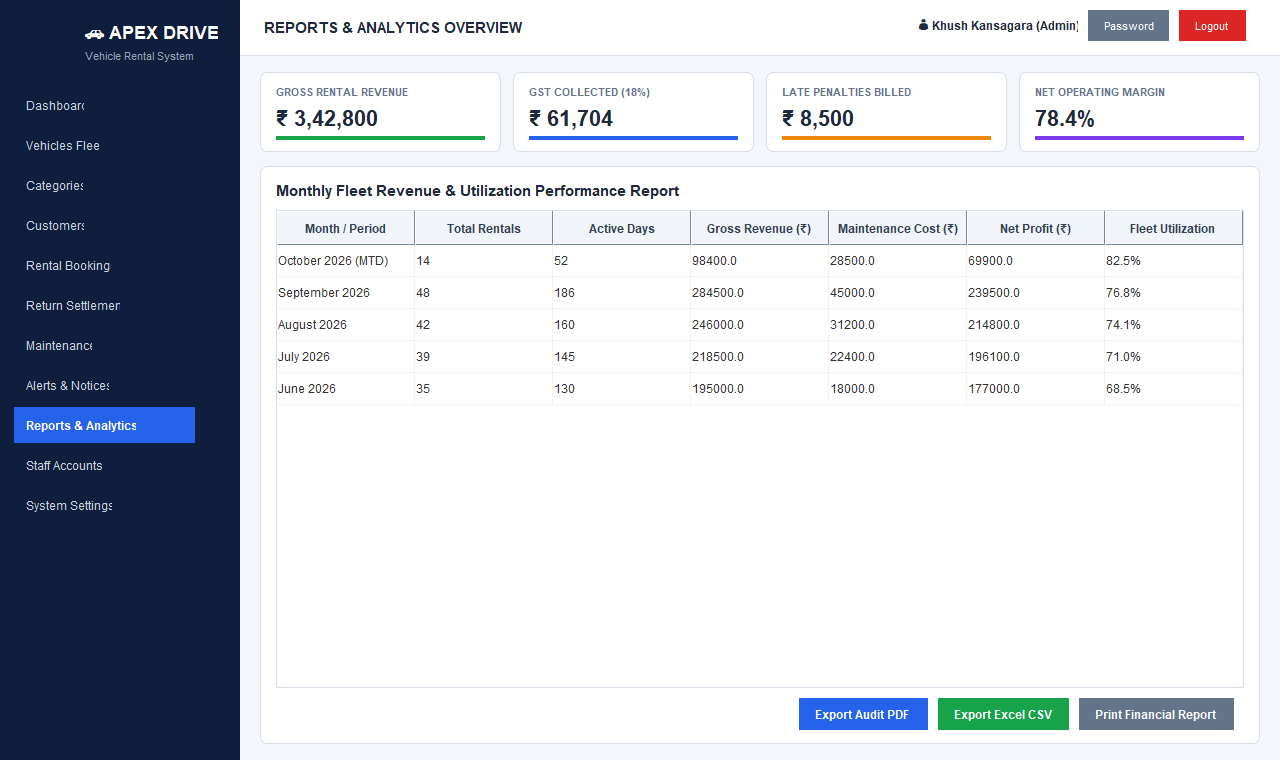 APEX DRIVE
Vehicle Rental System
Dashboard
Vehicles Flee
Categories
Customers
Rental Booking
Return Settlemen
Maintenance
Alerts & Notices
Reports & Analytics
Staff Accounts
System Settings
REPORTS & ANALYTICS OVERVIEW
Khush Kansagara (Admin)
Password
Logout
GROSS RENTAL REVENUE
₹ 3,42,800
GST COLLECTED (18%)
₹ 61,704
LATE PENALTIES BILLED
₹ 8,500
NET OPERATING MARGIN
78.4%
Monthly Fleet Revenue & Utilization Performance Report
Month / Period Total Rentals Active Days Gross Revenue (₹) Maintenance Cost (₹) Net Profit (₹) Fleet Utilization
October 2026 (MTD) 14 52 98400.0 28500.0 69900.0 82.5%
September 2026 48 186 284500.0 45000.0 239500.0 76.8%
August 2026 42 160 246000.0 31200.0 214800.0 74.1%
July 2026 39 145 218500.0 22400.0 196100.0 71.0%
June 2026 35 130 195000.0 18000.0 177000.0 68.5%
Export Audit PDF
Export Excel CSV
Print Financial Report